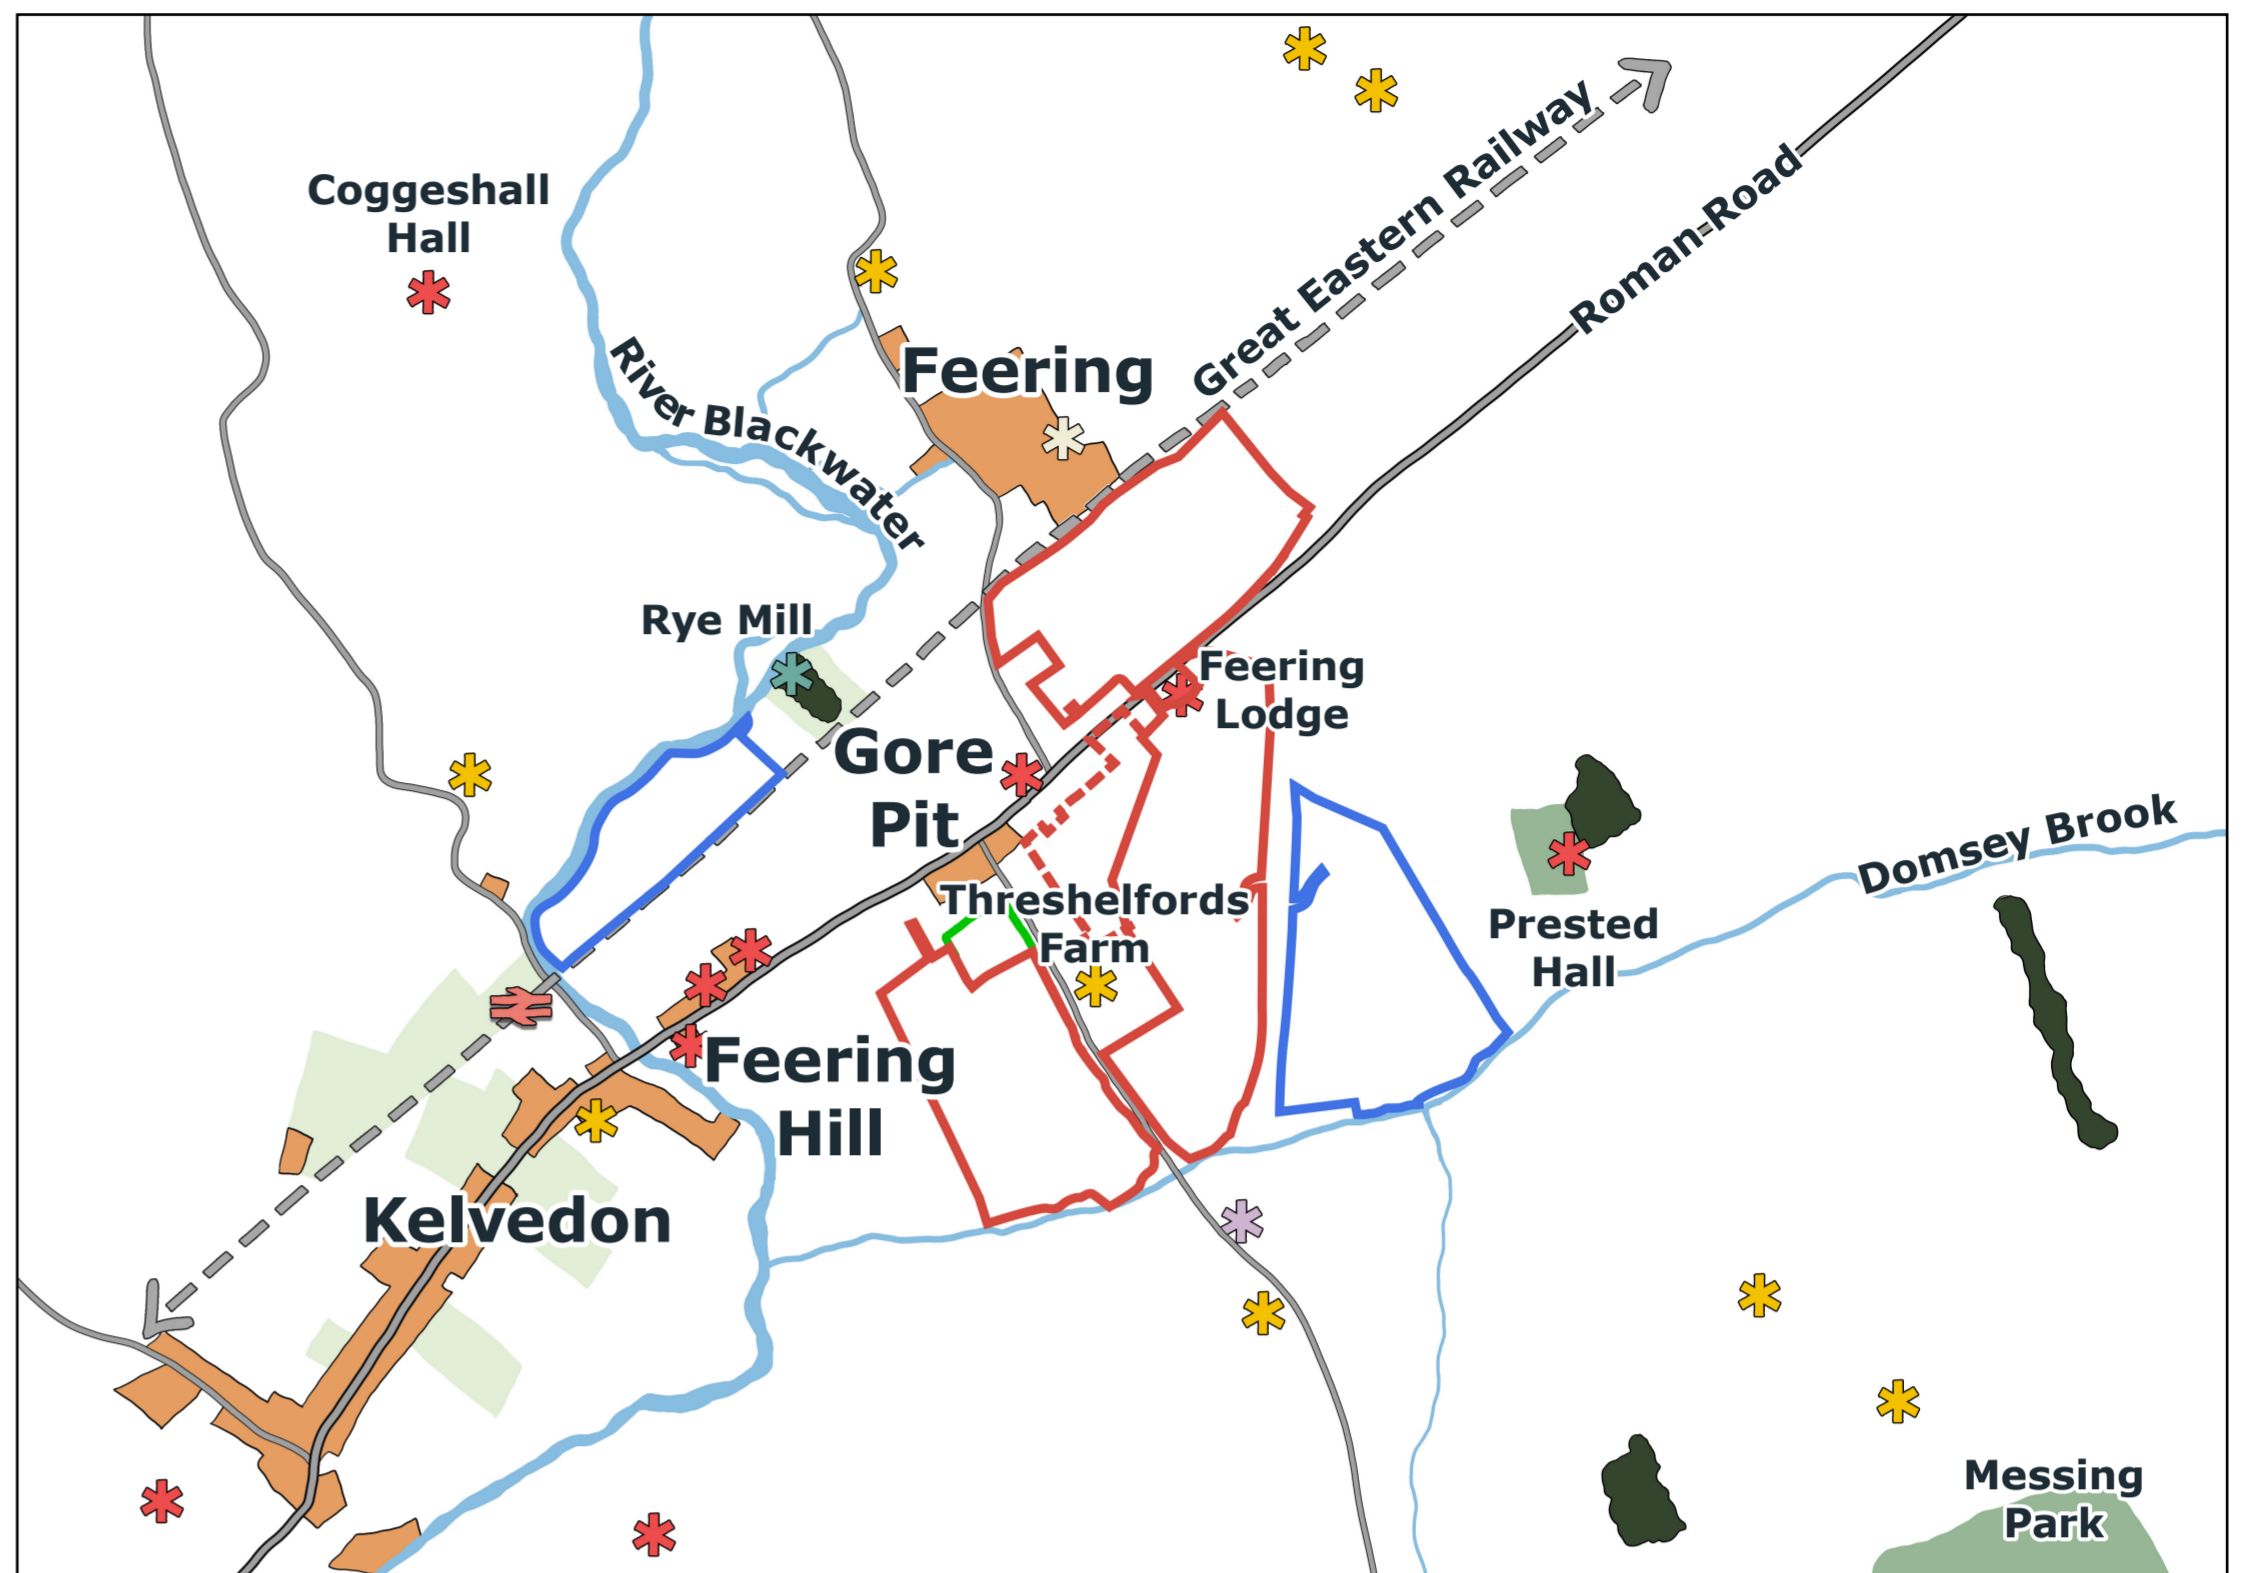 Coggeshall
Hall
Great Eastern Railway
Roman Road
River Blackwater
Feering
Rye Mill
Feering
Lodge
Gore
Pit
Domsey Brook
Threshelfords
Farm
Prested
Hall
Feering
Hill
Kelvedon
Messing
Park